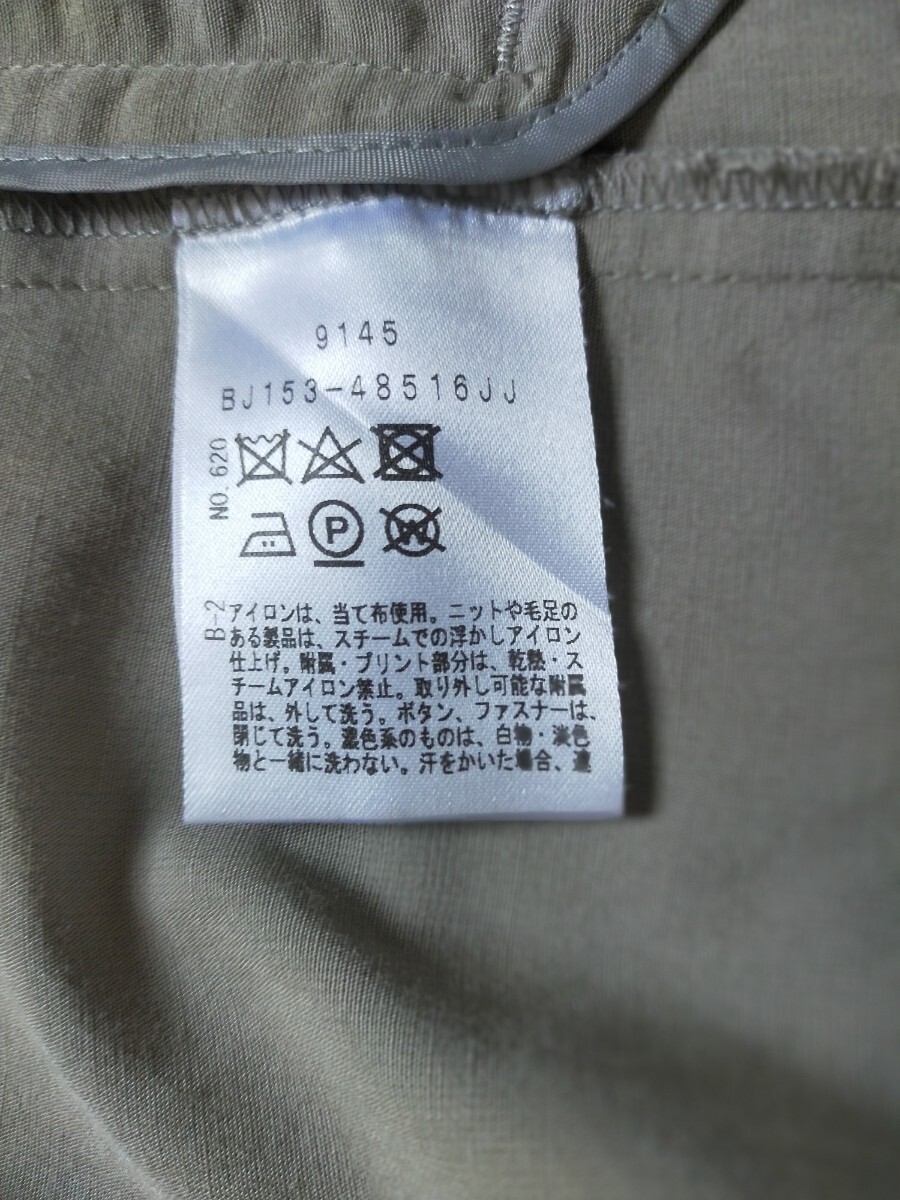 9145
BJ153-48516JJ
NO. 620
P
W
B-2
アイロンは、当て布使用。ニットや毛足の
ある製品は、スチームでの浮かしアイロン
仕上げ。附属・プリント部分は、乾熱・ス
チームアイロン禁止。取り外し可能な附属
品は、外して洗う。ボタン、ファスナーは、
閉じて洗う。濃色系のものは、白物・淡色
物と一緒に洗わない。汗をかいた場合、速